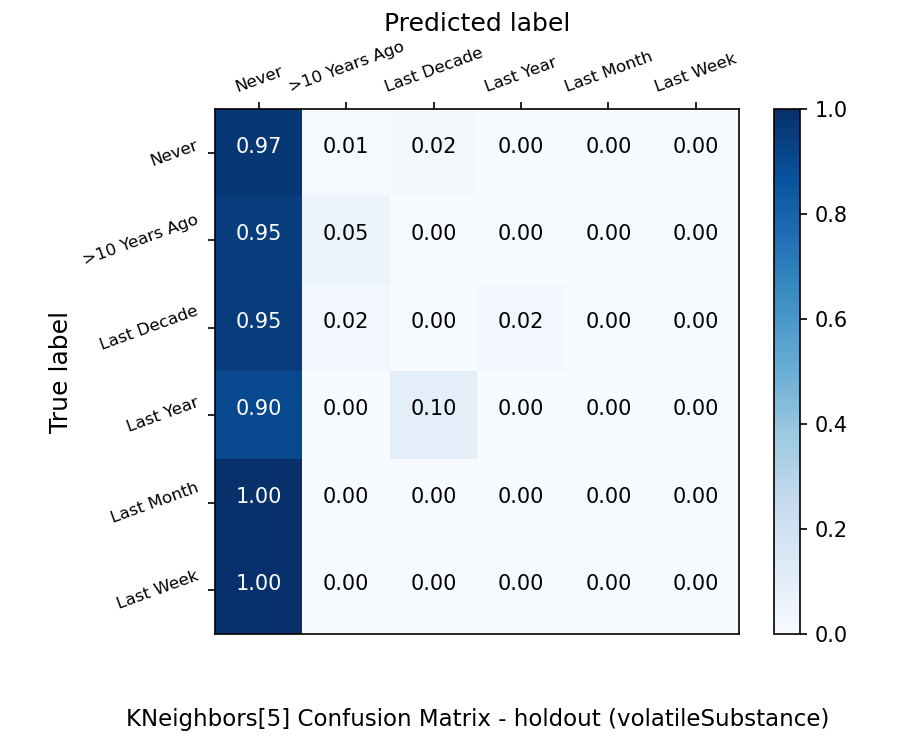 Predicted label
Never >10 Years Ago Last Decade Last Year Last Month Last Week
1.0
Never 0.97 0.01 0.02 0.00 0.00 0.00
0.8
>10 Years Ago 0.95 0.05 0.00 0.00 0.00 0.00
Last Decade 0.95 0.02 0.00 0.02 0.00 0.00
0.6
True label
Last Year 0.90 0.00 0.10 0.00 0.00 0.00
0.4
Last Month 1.00 0.00 0.00 0.00 0.00 0.00
0.2
Last Week 1.00 0.00 0.00 0.00 0.00 0.00
0.0
KNeighbors[5] Confusion Matrix - holdout (volatileSubstance)